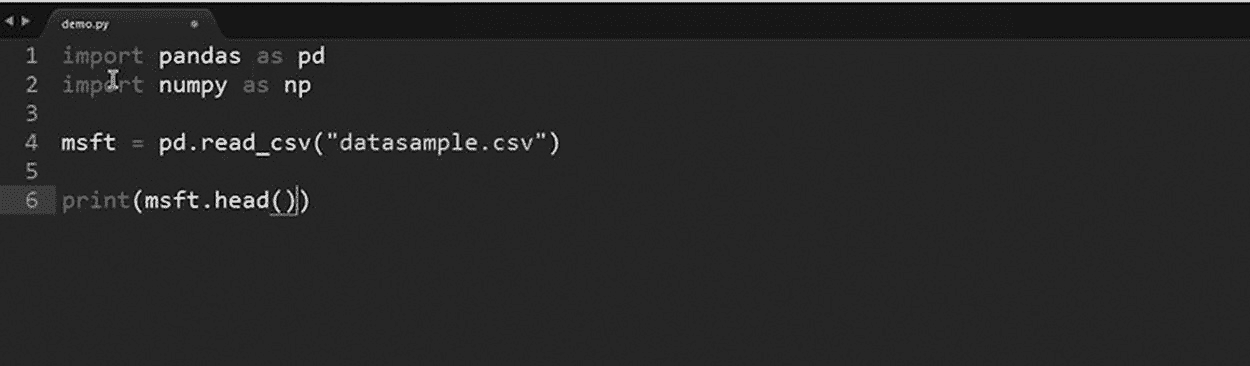 demo.py
1 import pandas as pd
2 import numpy as np
3
4 msft = pd.read_csv("datasample.csv")
5
6 print(msft.head())